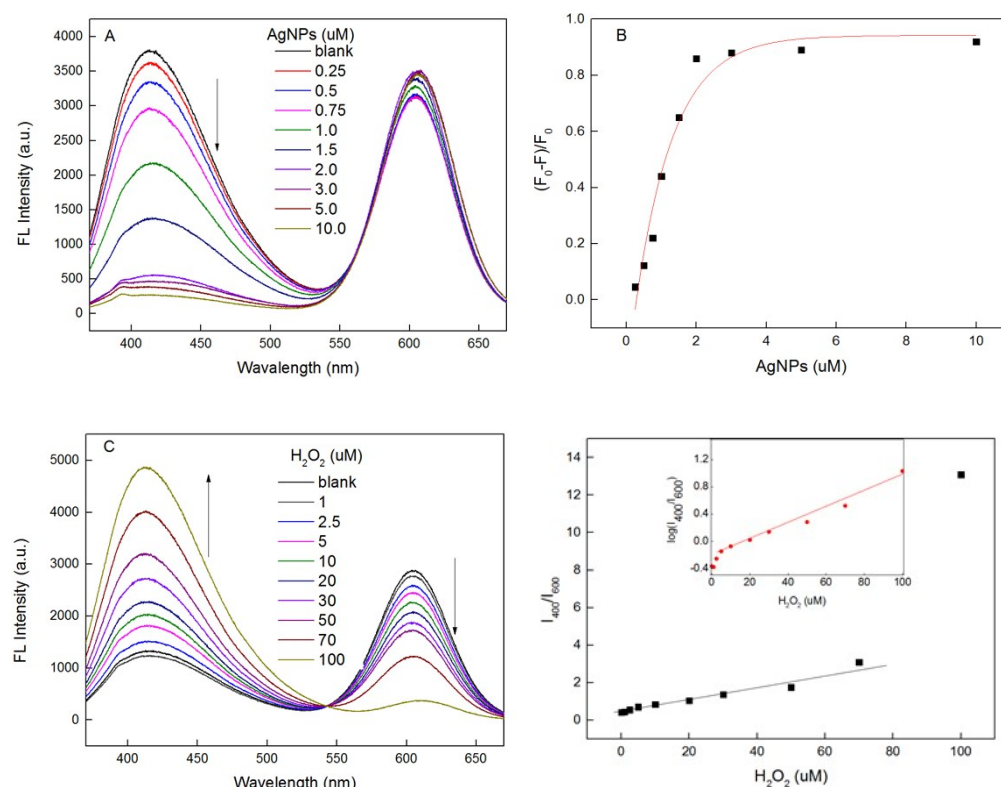 A
AgNPs (uM)
blank
0.25
0.5
0.75
1.0
1.5
2.0
3.0
5.0
10.0
4000
3500
3000
2500
2000
1500
1000
500
0
FL Intensity (a.u.)
400 450 500 550 600 650
Wavelength (nm)
B
1.0
0.8
0.6
0.4
0.2
0.0
(F₀-F)/F₀
0 2 4 6 8 10
AgNPs (uM)
C
H₂O₂ (uM)
blank
1
2.5
5
10
20
30
50
70
100
5000
4000
3000
2000
1000
0
FL Intensity (a.u.)
400 450 500 550 600 650
Wavelength (nm)
14
12
10
8
6
4
2
0
I₄₀₀/I₆₀₀
0 20 40 60 80 100
H₂O₂ (uM)
1.2
0.8
0.4
0.0
-0.4
log(I₄₀₀/I₆₀₀)
0 20 40 60 80 100
H₂O₂ (uM)